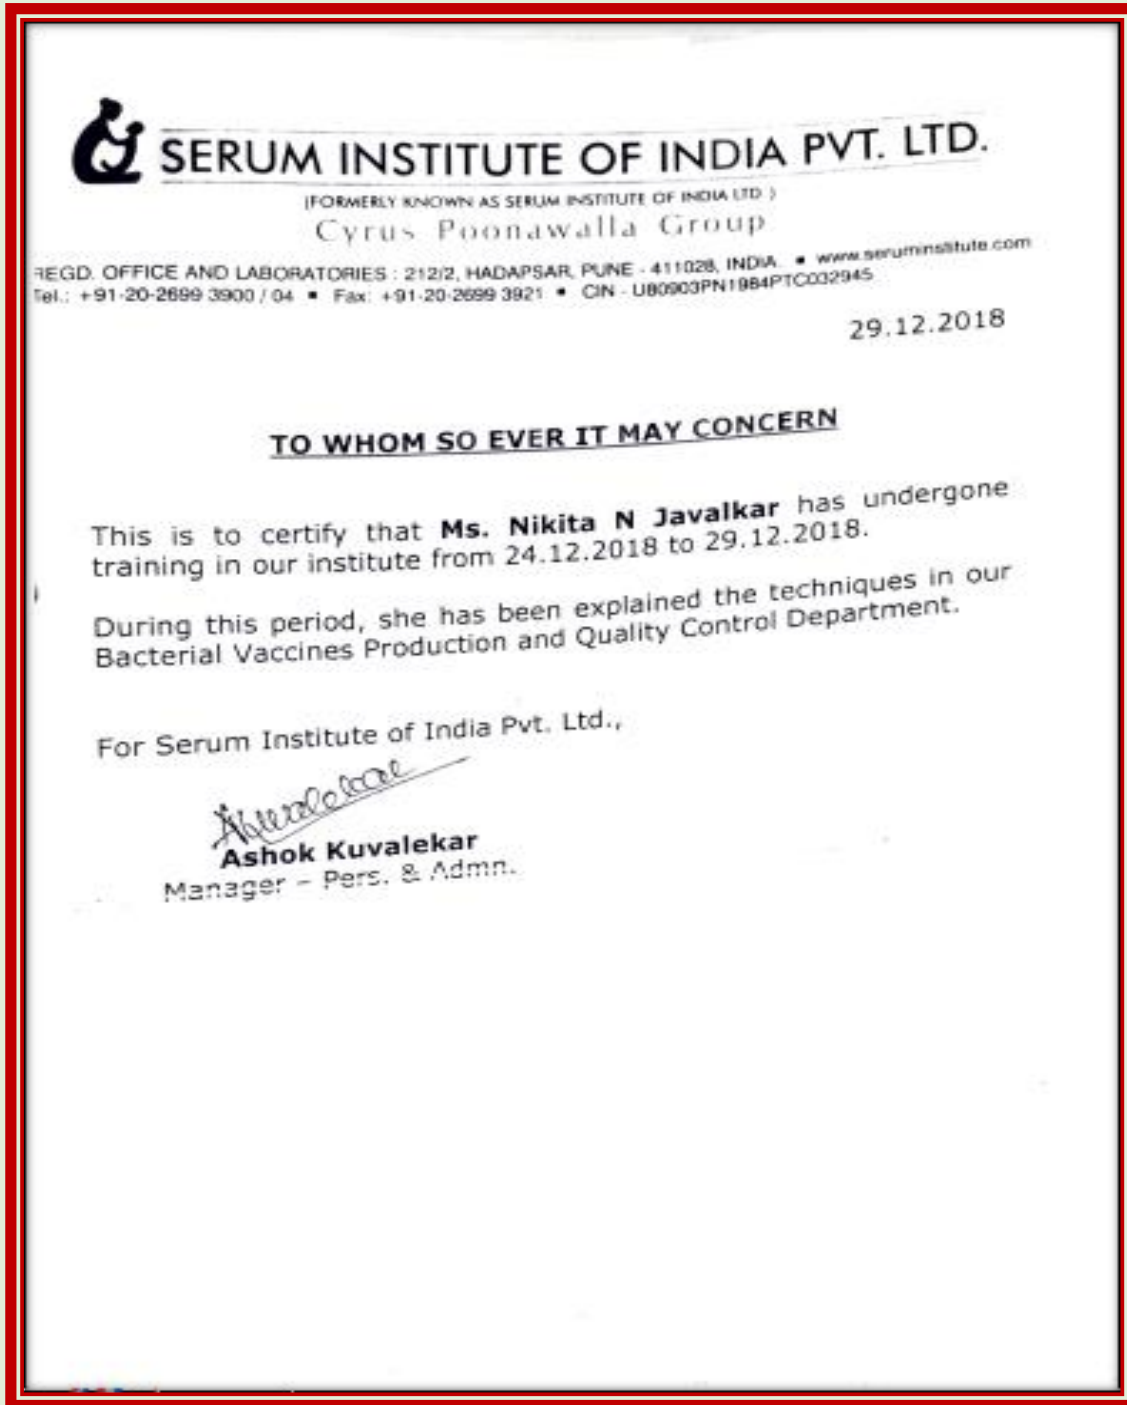 SERUM INSTITUTE OF INDIA PVT. LTD.
(FORMERLY KNOWN AS SERUM INSTITUTE OF INDIA LTD.)
Cyrus Poonawalla Group
REGD. OFFICE AND LABORATORIES : 212/2, HADAPSAR, PUNE - 411028, INDIA. ▪ www.seruminstitute.com
Tel.: +91-20-2699 3900 / 04 ▪ Fax: +91-20-2699 3921 ▪ CIN - U80903PN1984PTC032945
29.12.2018
TO WHOM SO EVER IT MAY CONCERN
This is to certify that Ms. Nikita N Javalkar has undergone
training in our institute from 24.12.2018 to 29.12.2018.
During this period, she has been explained the techniques in our
Bacterial Vaccines Production and Quality Control Department.
For Serum Institute of India Pvt. Ltd.,
Ashok Kuvalekar
Manager – Pers. & Admn.